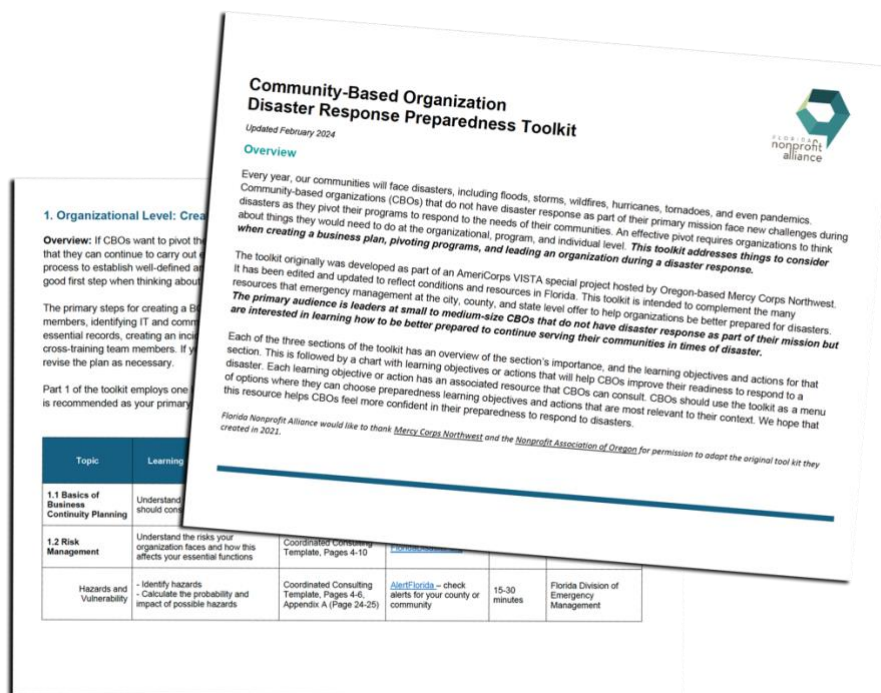 Community-Based Organization
Disaster Response Preparedness Toolkit
Updated February 2024
FLORIDA
nonprofit
alliance
Overview
Every year, our communities will face disasters, including floods, storms, wildfires, hurricanes, tornadoes, and even pandemics.
Community-based organizations (CBOs) that do not have disaster response as part of their primary mission face new challenges during
disasters as they pivot their programs to respond to the needs of their communities. An effective pivot requires organizations to think
about things they would need to do at the organizational, program, and individual level. This toolkit addresses things to consider
when creating a business plan, pivoting programs, and leading an organization during a disaster response.
The toolkit originally was developed as part of an AmeriCorps VISTA special project hosted by Oregon-based Mercy Corps Northwest.
It has been edited and updated to reflect conditions and resources in Florida. This toolkit is intended to complement the many
resources that emergency management at the city, county, and state level offer to help organizations be better prepared for disasters.
The primary audience is leaders at small to medium-size CBOs that do not have disaster response as part of their mission but
are interested in learning how to be better prepared to continue serving their communities in times of disaster.
Each of the three sections of the toolkit has an overview of the section's importance, and the learning objectives and actions for that
section. This is followed by a chart with learning objectives or actions that will help CBOs improve their readiness to respond to a
disaster. Each learning objective or action has an associated resource that CBOs can consult. CBOs should use the toolkit as a menu
of options where they can choose preparedness learning objectives and actions that are most relevant to their context. We hope that
this resource helps CBOs feel more confident in their preparedness to respond to disasters.
Florida Nonprofit Alliance would like to thank Mercy Corps Northwest and the Nonprofit Association of Oregon for permission to adapt the original tool kit they
created in 2021.
1. Organizational Level: Crea
Overview: If CBOs want to pivot the
that they can continue to carry out
process to establish well-defined
good first step when thinking about
The primary steps for creating a
members, identifying IT and comm
essential records, creating an inci
cross-training team members. If
revise the plan as necessary.
Part 1 of the toolkit employs one
is recommended as your primary
Topic
Learning
1.1 Basics of
Business
Continuity Planning
Understand
should cons
1.2 Risk
Management
Understand the risks your
organization faces and how this
affects your essential functions
Coordinated Consulting
Template, Pages 4-10
Hazards and
Vulnerability
- Identify hazards
- Calculate the probability and
impact of possible hazards
Coordinated Consulting
Template, Pages 4-6,
Appendix A (Page 24-25)
AlertFlorida – check
alerts for your county or
community
15-30
minutes
Florida Division of
Emergency
Management